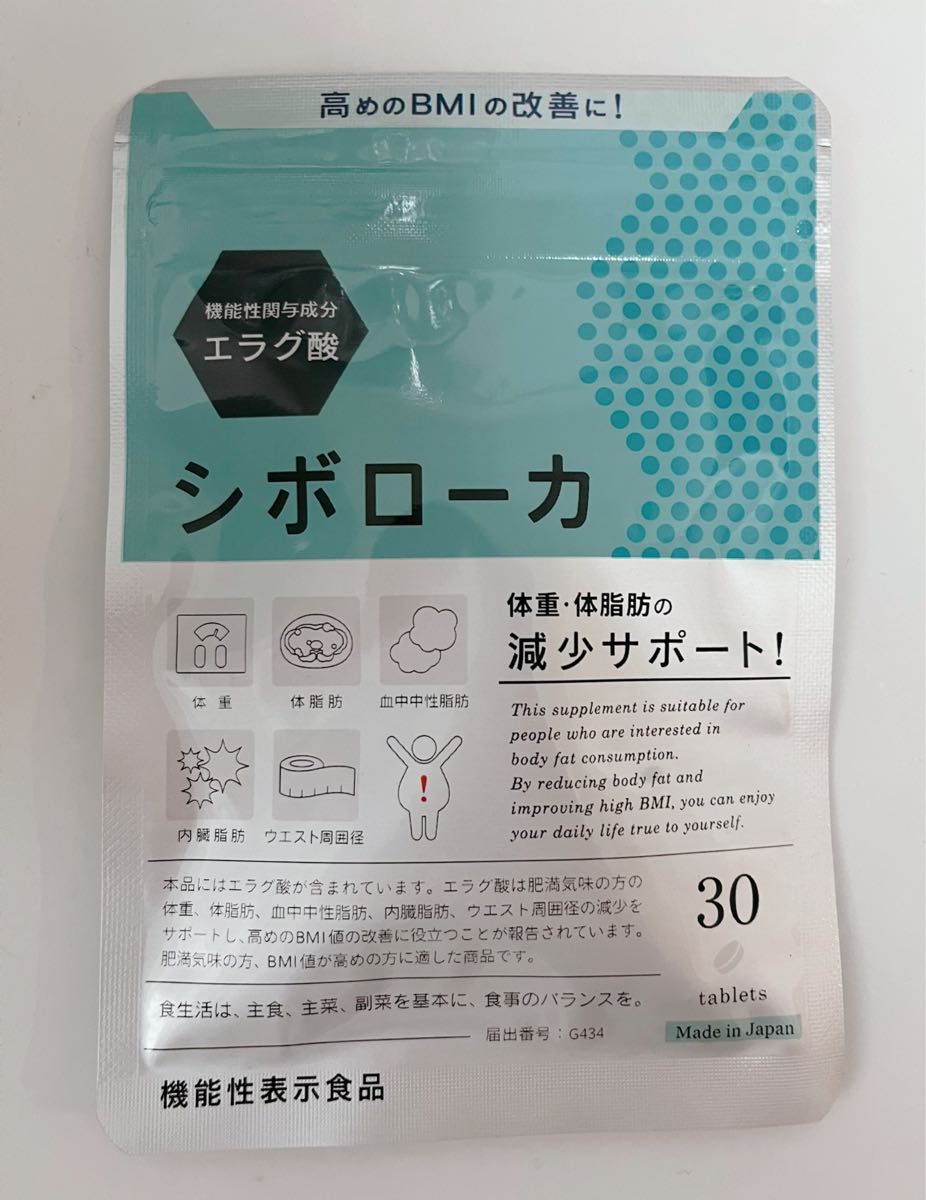 高めのBMIの改善に!
機能性関与成分
エラグ酸
シボローカ
体重
体脂肪
血中中性脂肪
内臓脂肪
ウエスト周囲径
体重・体脂肪の
減少サポート!
This supplement is suitable for
people who are interested in
body fat consumption.
By reducing body fat and
improving high BMI, you can enjoy
your daily life true to yourself.
本品にはエラグ酸が含まれています。エラグ酸は肥満気味の方の
体重、体脂肪、血中中性脂肪、内臓脂肪、ウエスト周囲径の減少を
サポートし、高めのBMI値の改善に役立つことが報告されています。
肥満気味の方、BMI値が高めの方に適した商品です。
30
tablets
Made in Japan
食生活は、主食、主菜、副菜を基本に、食事のバランスを。
届出番号:G434
機能性表示食品